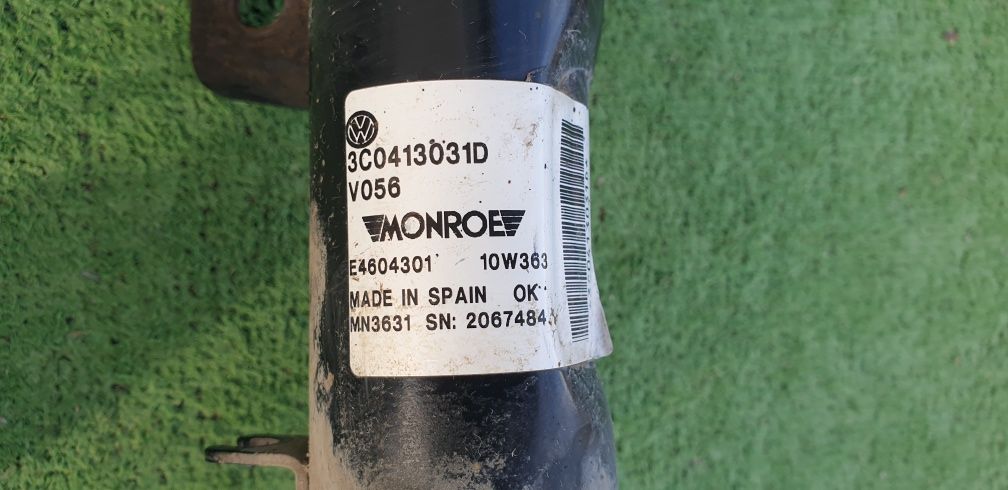 3C0413031D
V056
MONROE
E4604301 10W363
MADE IN SPAIN OK
MN3631 SN: 2067484